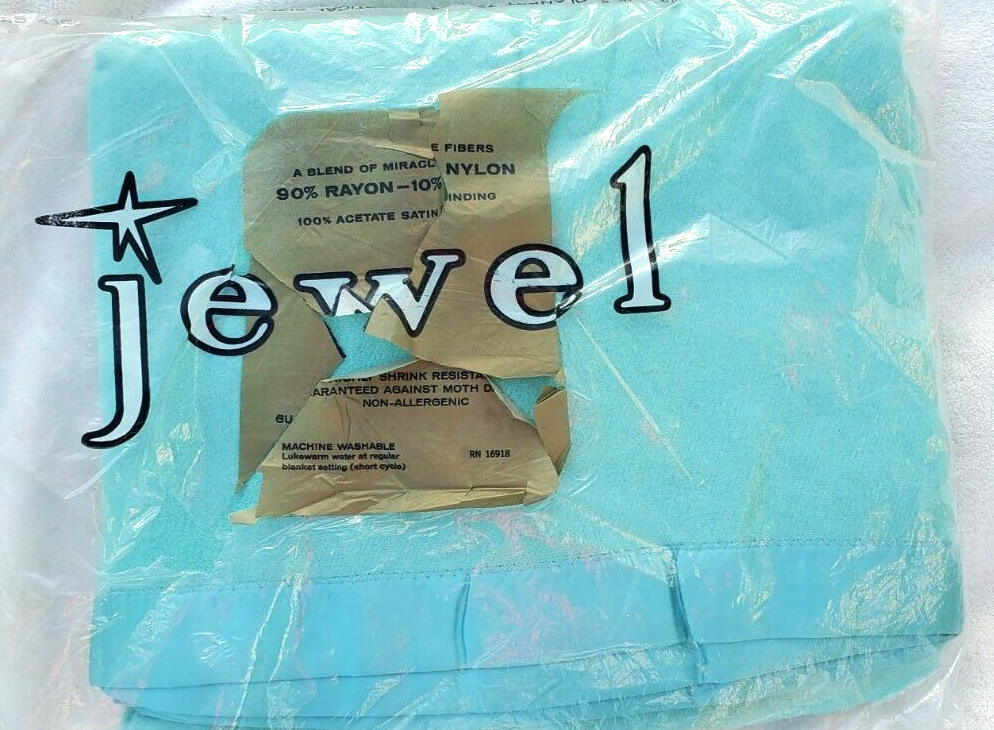 E FIBERS
A BLEND OF MIRACL
NYLON
90% RAYON—10%
INDING
100% ACETATE SATIN
jewel
SHRINK RESISTA
ARANTEED AGAINST MOTH D
NON-ALLERGENIC
GU
MACHINE WASHABLE
Lukewarm water at regular
blanket setting (short cycle)
RN 16918